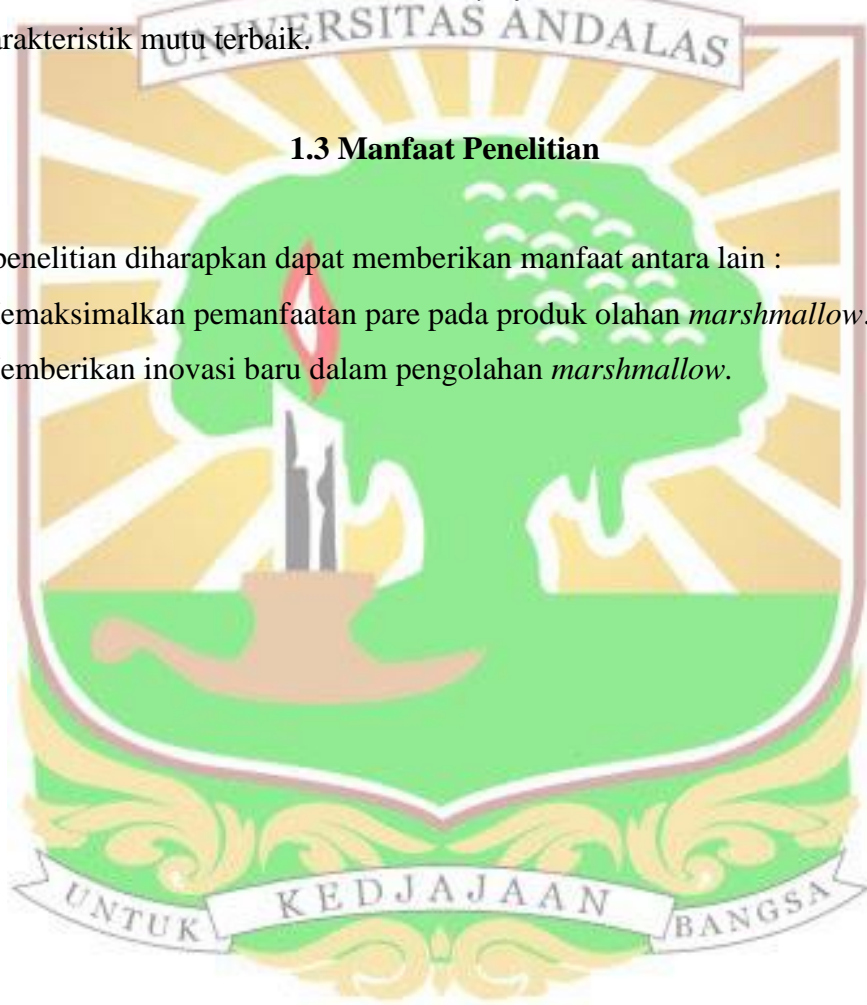 arakteristik mutu terbaik.
UNIVERSITAS ANDALAS
1.3 Manfaat Penelitian
penelitian diharapkan dapat memberikan manfaat antara lain :
emaksimalkan pemanfaatan pare pada produk olahan marshmallow.
emberikan inovasi baru dalam pengolahan marshmallow.
UNTUK KEDJAJAAN BANGSA